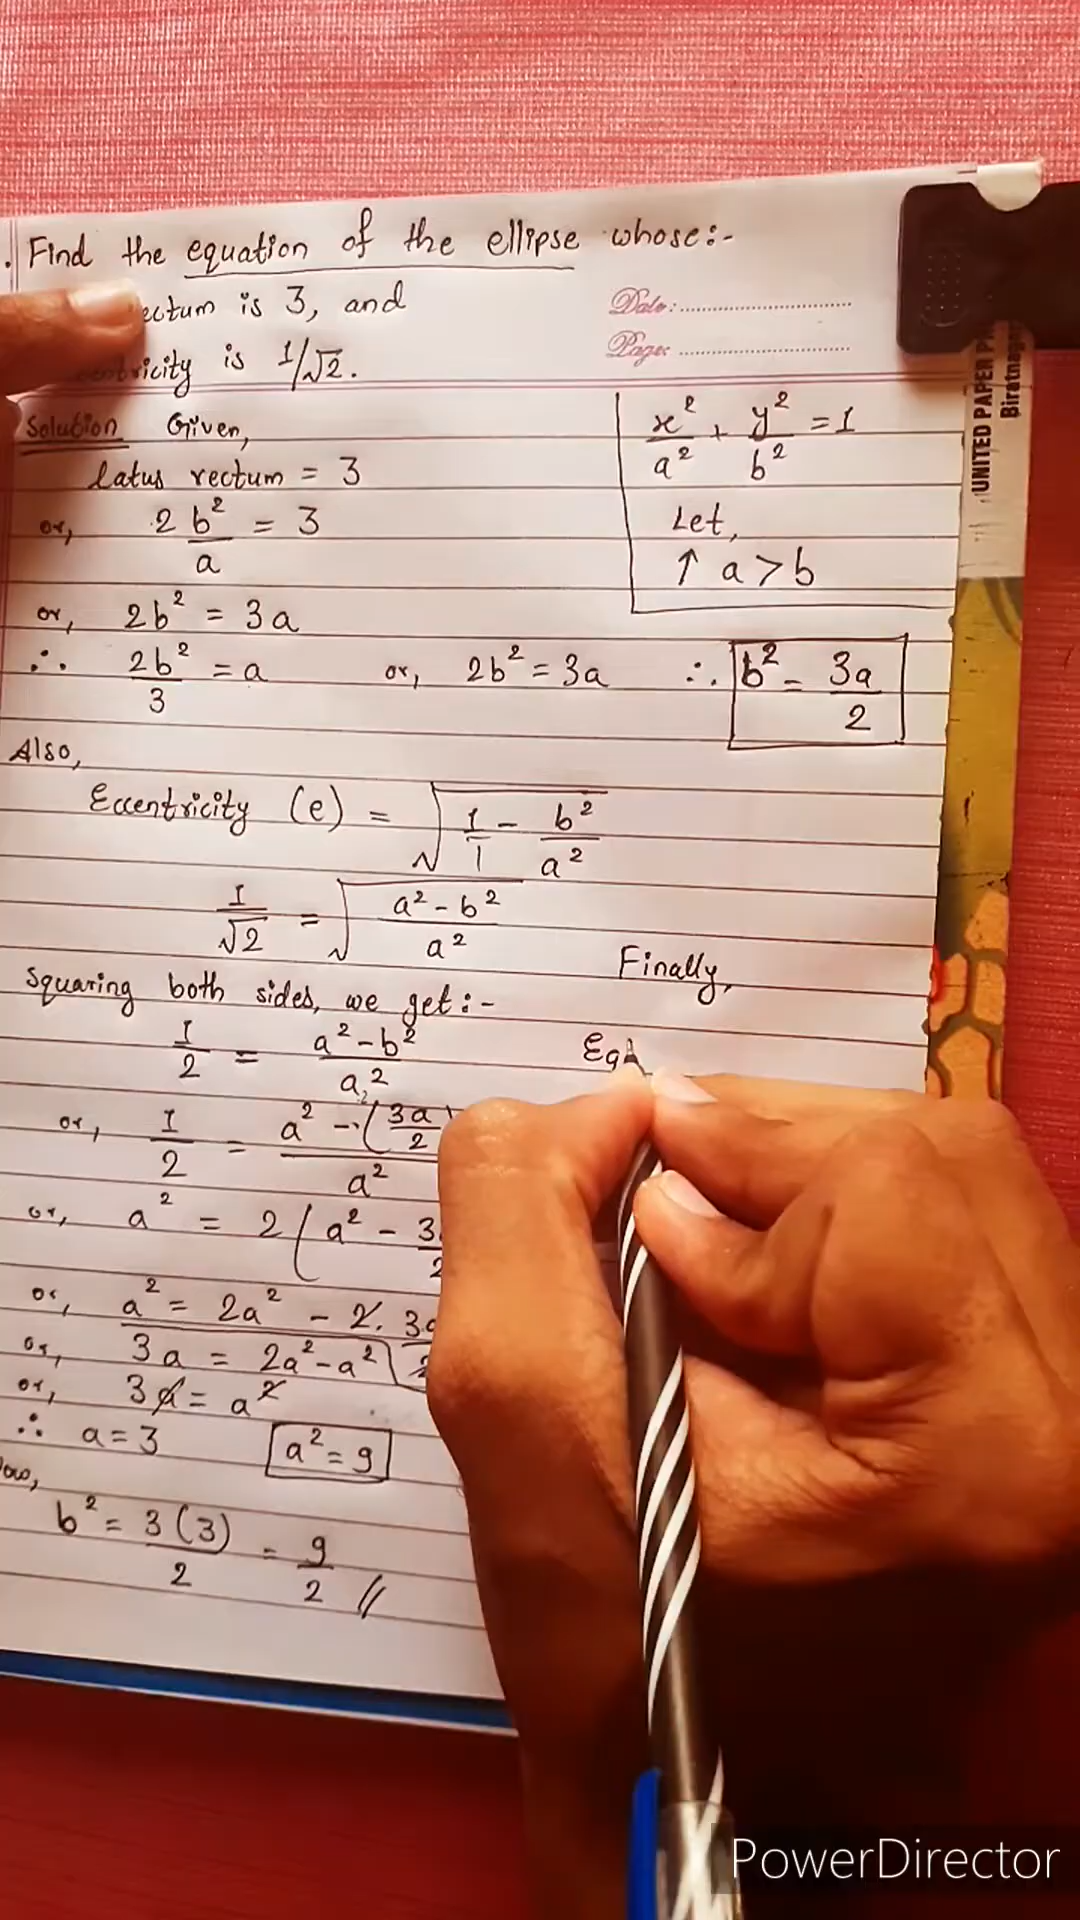 . Find the equation of the ellipse whose:-
ectum is 3, and
tricity is 1/√2.
Date: ..............................
Page: ..............................
Solution Given,
latus rectum = 3
or, 2b²/a = 3
or, 2b² = 3a
∴ 2b²/3 = a or, 2b² = 3a ∴ b² = 3a/2
x²/a² + y²/b² = 1
Let,
↑ a > b
Also,
Eccentricity (e) = √(1/1 - b²/a²)
1/√2 = √((a² - b²)/a²)
Squaring both sides, we get:-
1/2 = (a² - b²)/a²
or, 1/2 = (a² - (3a/2)/a²
or, a² = 2(a² - 3
or, a² = 2a² - 2. 3a
or, 3a = 2a² - a²
or, 3a = a²
∴ a = 3 a² = 9
ow,
b² = 3(3)/2 = 9/2 //
Finally,
Eq
UNITED PAPER P
Biratnaga
PowerDirector